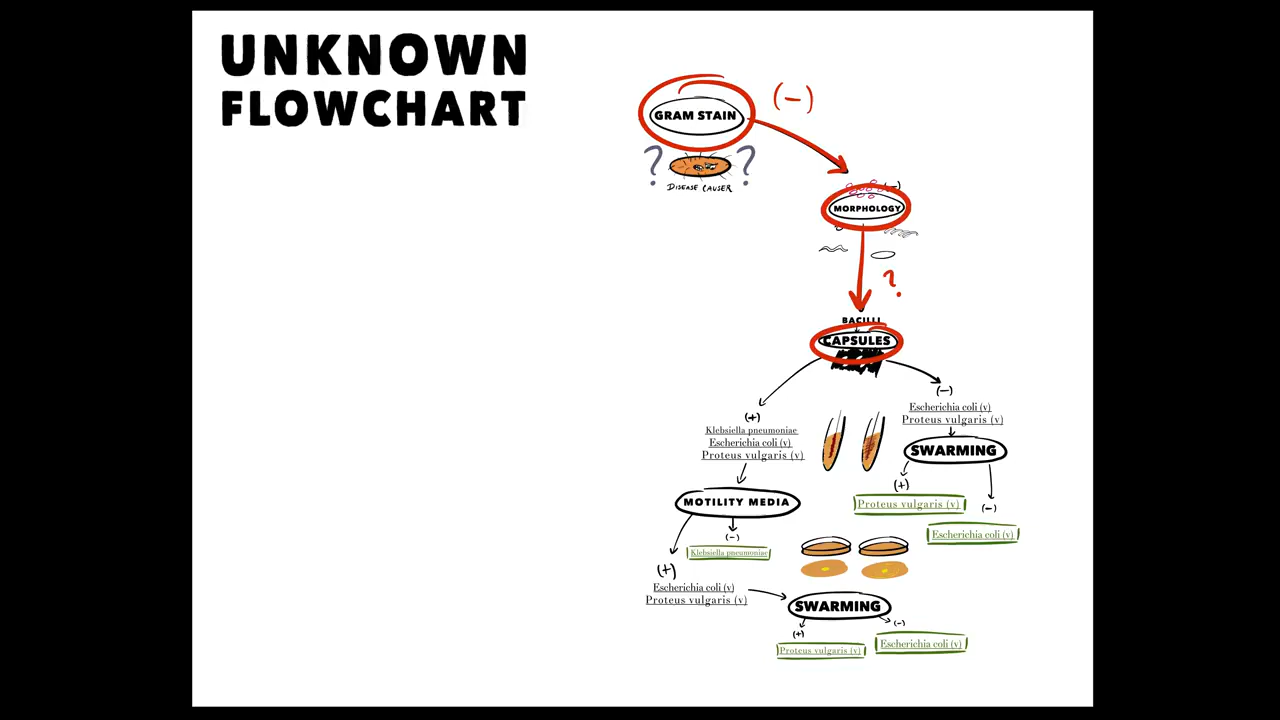 UNKNOWN
FLOWCHART
GRAM STAIN
(-)
? ?
DISEASE CAUSER
(-)
MORPHOLOGY
?
BACILLI
CAPSULES
(-)
Escherichia coli (v)
Proteus vulgaris (v)
SWARMING
(+)
Proteus vulgaris (v)
(-)
Escherichia coli (v)
(+)
Klebsiella pneumoniae
Escherichia coli (v)
Proteus vulgaris (v)
MOTILITY MEDIA
(-)
Klebsiella pneumoniae
(+)
Escherichia coli (v)
Proteus vulgaris (v)
SWARMING
(+)
Proteus vulgaris (v)
(-)
Escherichia coli (v)